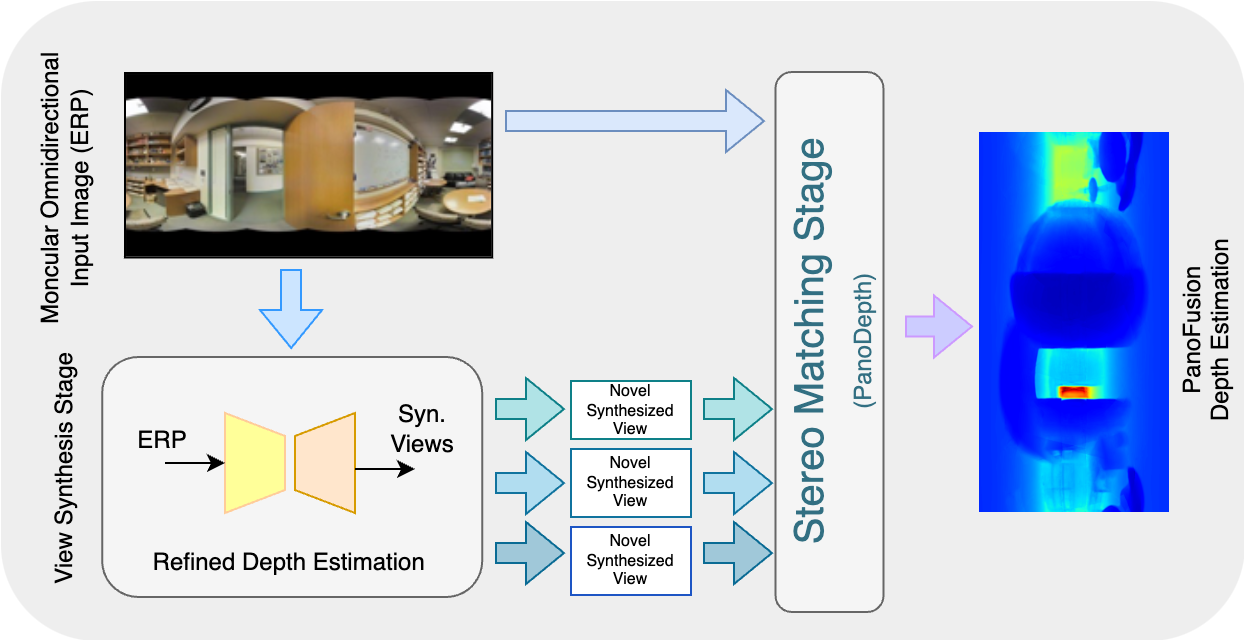 Moncular Omnidirectional
Input Image (ERP)
View Synthesis Stage
ERP
Syn.
Views
Refined Depth Estimation
Novel
Synthesized
View
Novel
Synthesized
View
Novel
Synthesized
View
Stereo Matching Stage
(PanoDepth)
PanoFusion
Depth Estimation